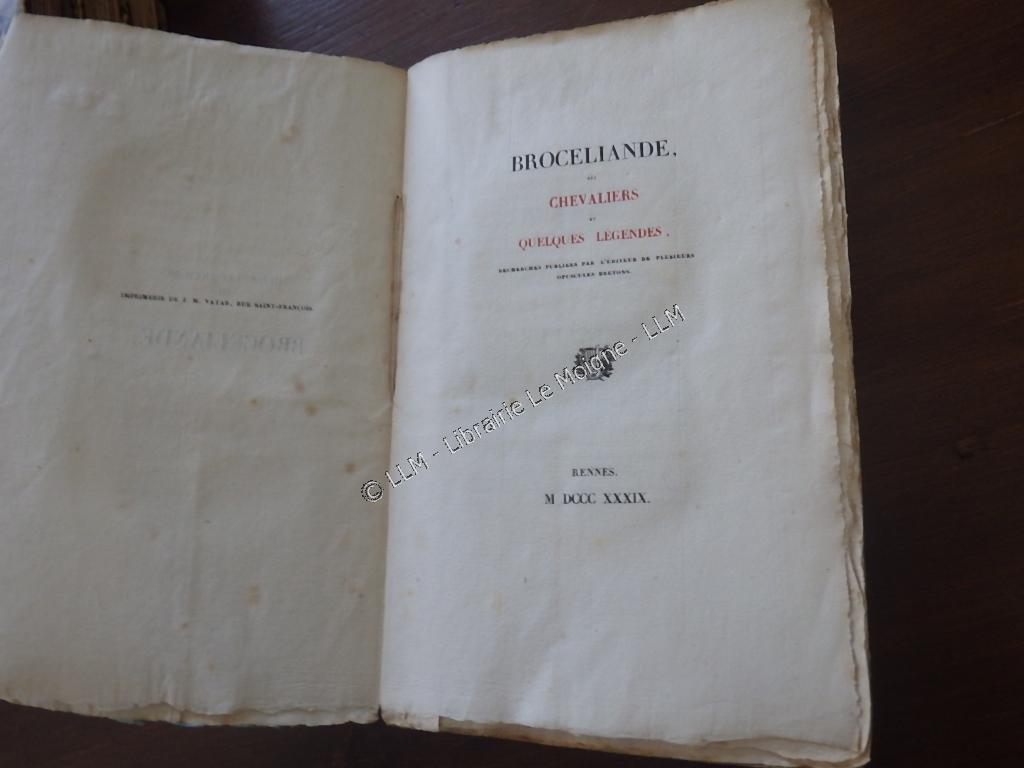 IMPRIMERIE DE J. M. VATAR, RUE SAINT-FRANÇOIS.
BROCELIANDE.
BROCELIANDE,
SES
CHEVALIERS
ET
QUELQUES LÉGENDES.
RECHERCHES PUBLIÉES PAR L'ÉDITEUR DE PLUSIEURS
OPUSCULES BRETONS.
© LLM - Librairie Le Moigne - LLM
RENNES.
M DCCC XXXIX.